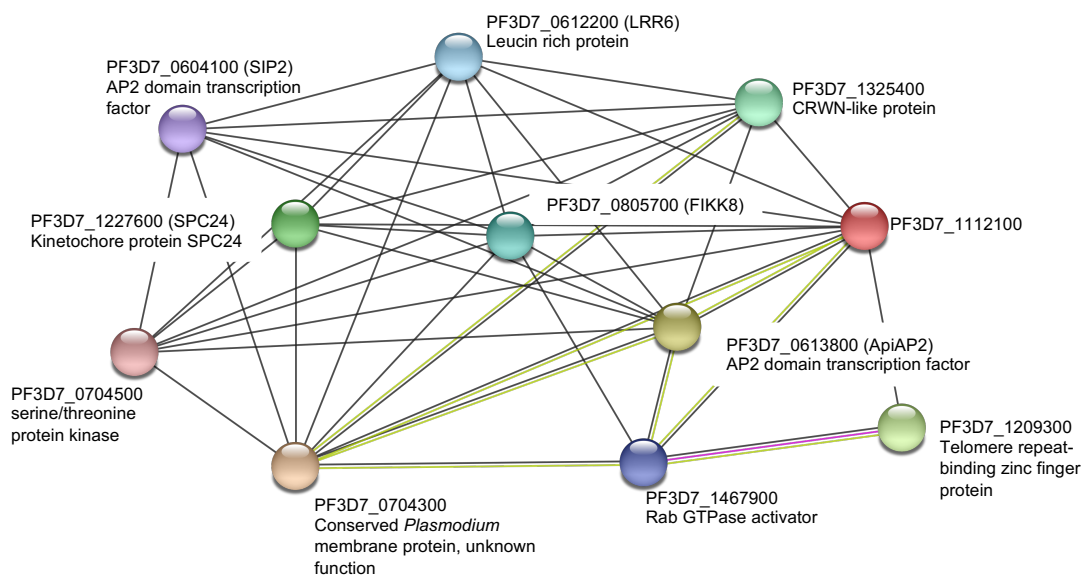 PF3D7_0612200 (LRR6)
Leucin rich protein
PF3D7_0604100 (SIP2)
AP2 domain transcription
factor
PF3D7_1325400
CRWN-like protein
PF3D7_1227600 (SPC24)
Kinetochore protein SPC24
PF3D7_0805700 (FIKK8)
PF3D7_1112100
PF3D7_0613800 (ApiAP2)
AP2 domain transcription factor
PF3D7_0704500
serine/threonine
protein kinase
PF3D7_1209300
Telomere repeat-
binding zinc finger
protein
PF3D7_0704300
Conserved Plasmodium
membrane protein, unknown
function
PF3D7_1467900
Rab GTPase activator